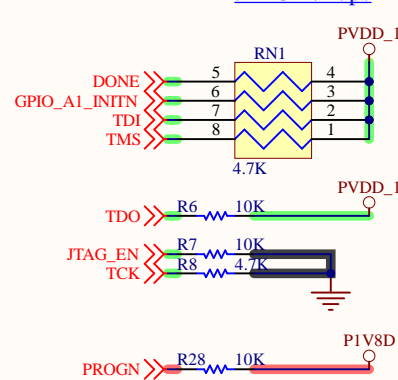 PVDD_1
RN1
DONE 5 4
GPIO_A1_INITN 6 3
TDI 7 2
TMS 8 1
4.7K
PVDD_1
TDO R6 10K
JTAG_EN R7 10K
TCK R8 4.7K
P1V8D
PROGN R28 10K